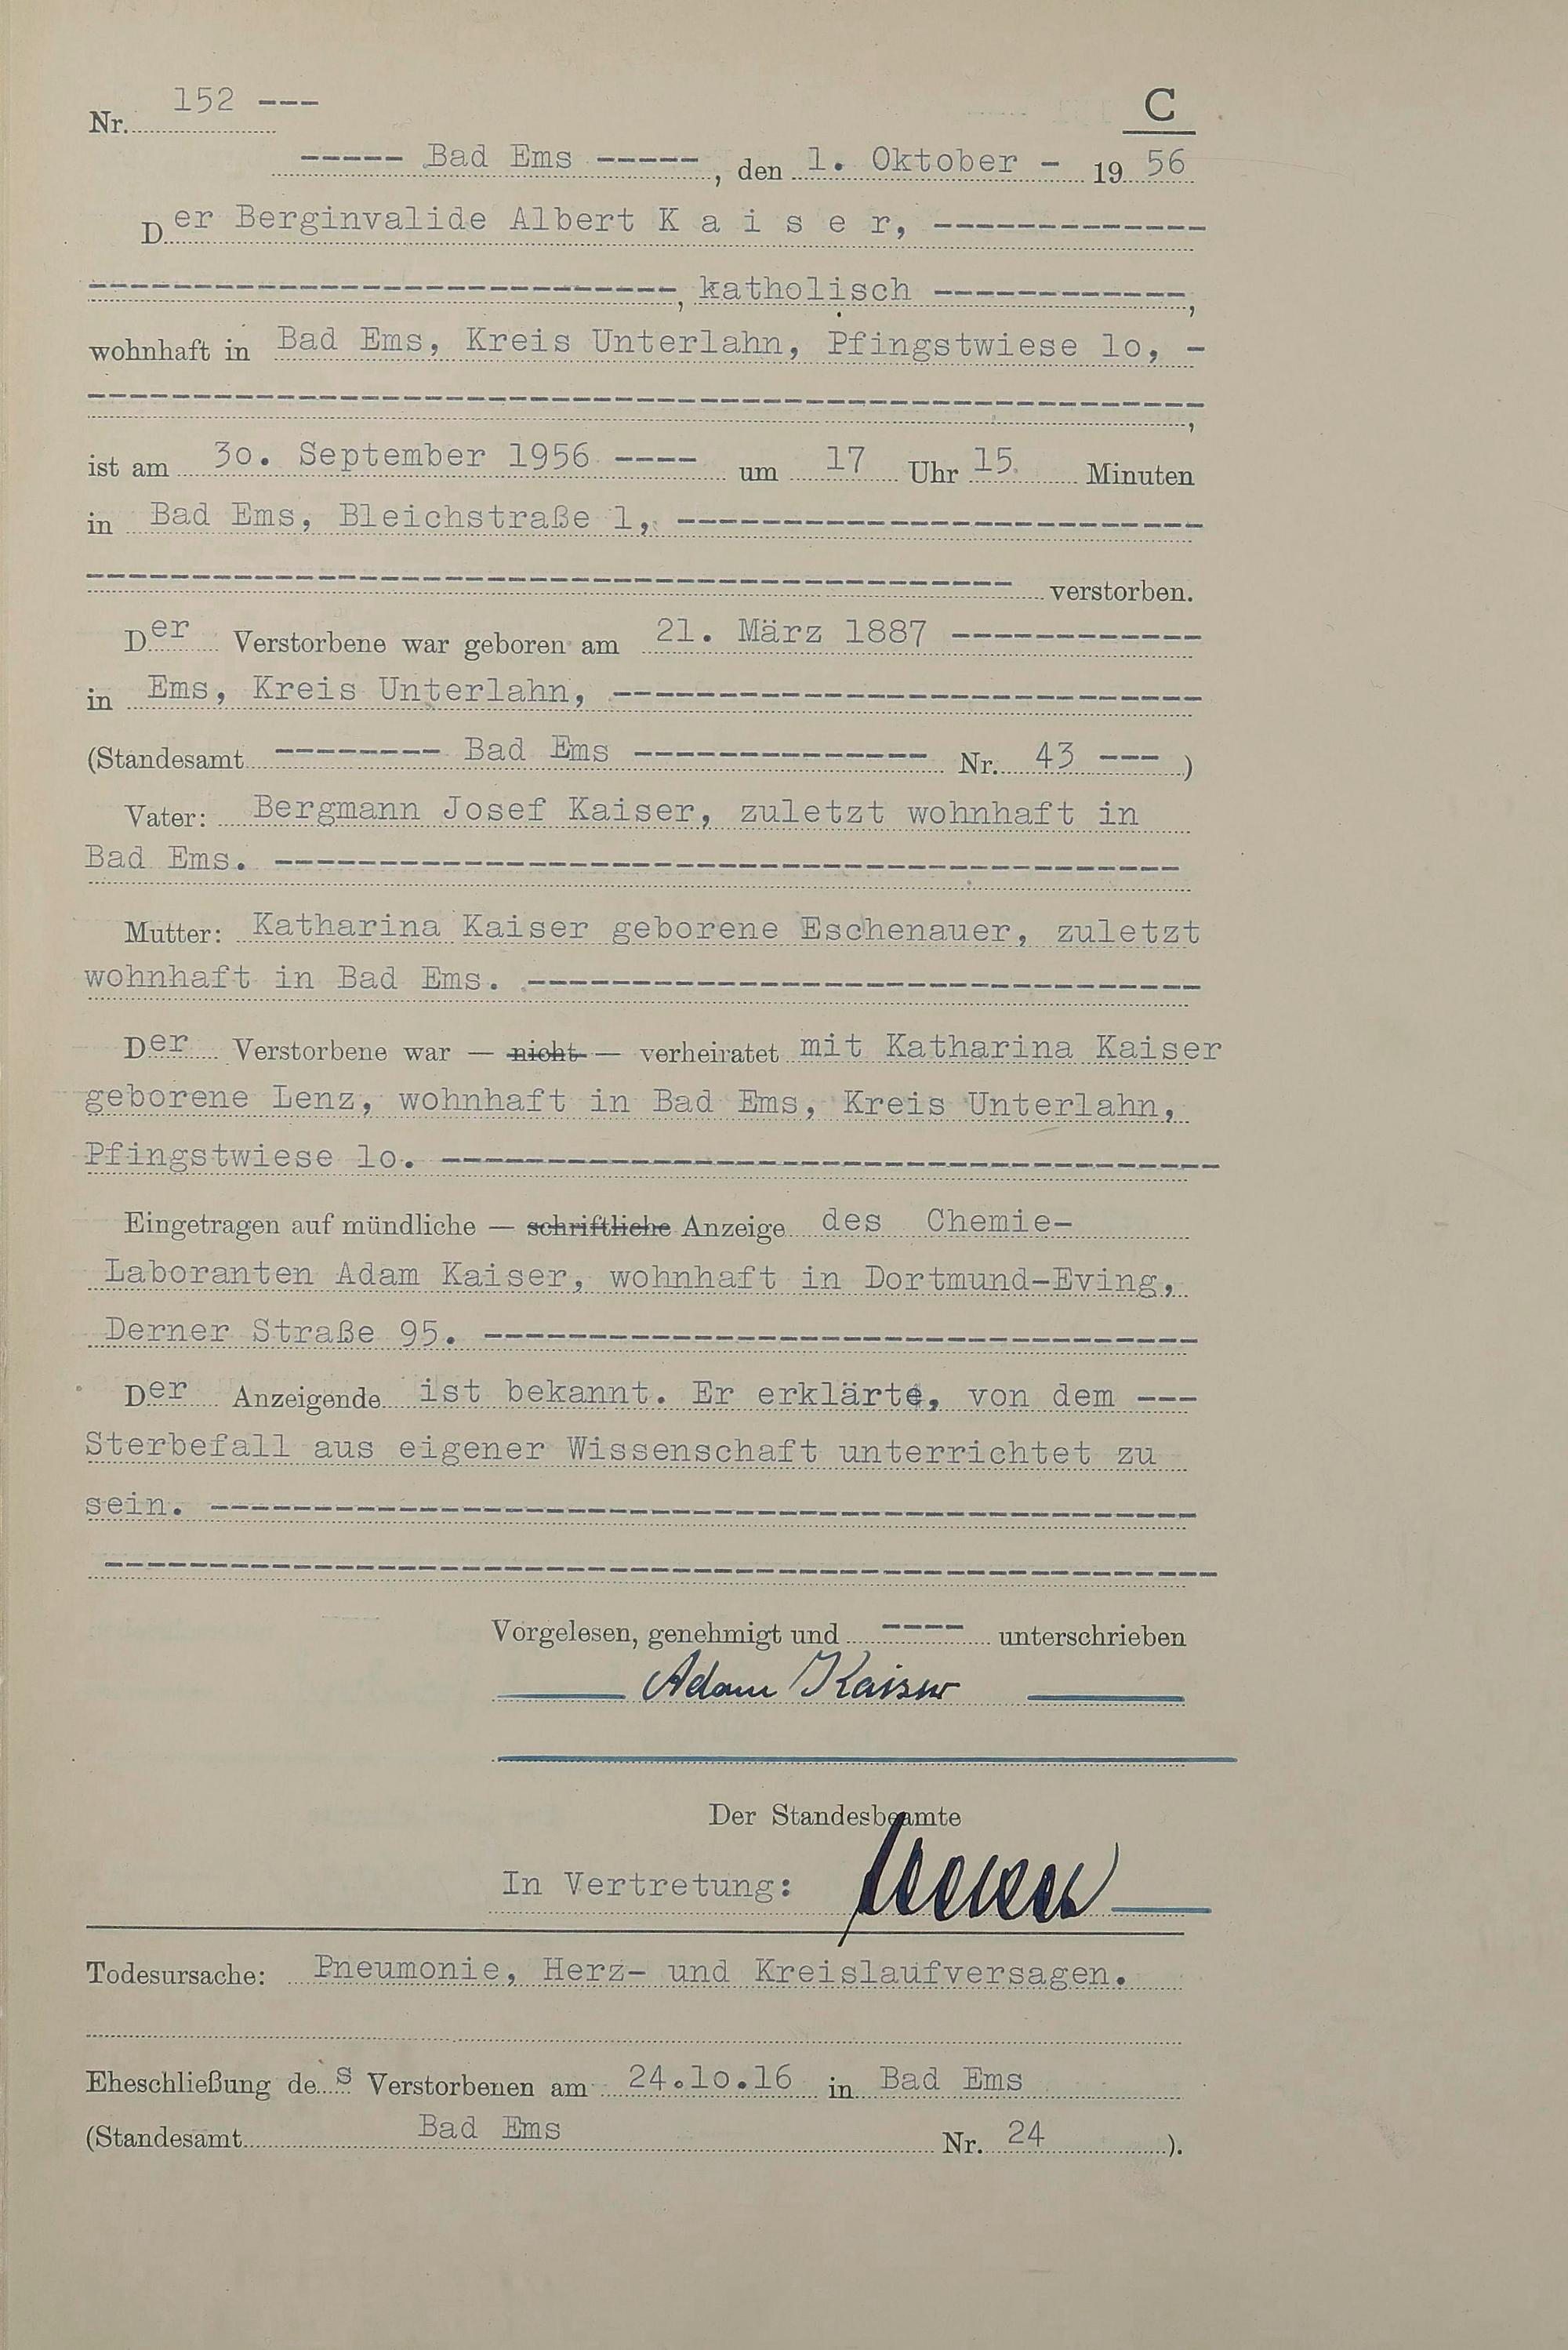 Nr. 152 ---
C
----- Bad Ems -----, den 1. Oktober - 19 56
Der Berginvalide Albert K a i s e r, -------------
----------------------------, katholisch ------------,
wohnhaft in Bad Ems, Kreis Unterlahn, Pfingstwiese lo, -
-----------------------------------------------------,
ist am 3o. September 1956 ---- um 17 Uhr 15 Minuten
in Bad Ems, Bleichstraße 1, -------------------------
-------------------------------------------- verstorben.
Der Verstorbene war geboren am 21. März 1887 ------------
in Ems, Kreis Unterlahn, ----------------------------
(Standesamt -------- Bad Ems -------------- Nr. 43 ---)
Vater: Bergmann Josef Kaiser, zuletzt wohnhaft in
Bad Ems. -------------------------------------------
Mutter: Katharina Kaiser geborene Eschenauer, zuletzt
wohnhaft in Bad Ems. --------------------------------
Der Verstorbene war — nicht — verheiratet mit Katharina Kaiser
geborene Lenz, wohnhaft in Bad Ems, Kreis Unterlahn,
Pfingstwiese lo. -------------------------------------
Eingetragen auf mündliche — schriftliche Anzeige des Chemie-
Laboranten Adam Kaiser, wohnhaft in Dortmund-Eving,
Derner Straße 95. ----------------------------------
Der Anzeigende ist bekannt. Er erklärte, von dem ---
Sterbefall aus eigener Wissenschaft unterrichtet zu
sein. -----------------------------------------------
-----------------------------------------------------
Vorgelesen, genehmigt und ---- unterschrieben
Adam Kaiser
Der Standesbeamte
In Vertretung:
Todesursache: Pneumonie, Herz- und Kreislaufversagen.
Eheschließung des Verstorbenen am 24.lo.16 in Bad Ems
(Standesamt Bad Ems Nr. 24).